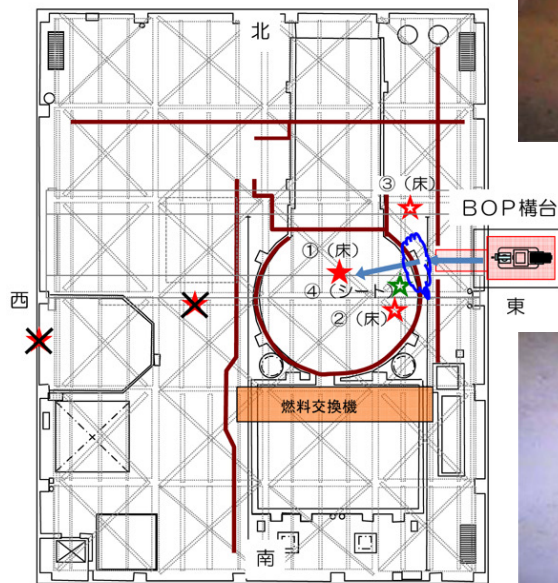 北
③（床）
BOP構台
①（床）
④（シート）
②（床）
西
東
燃料交換機
南